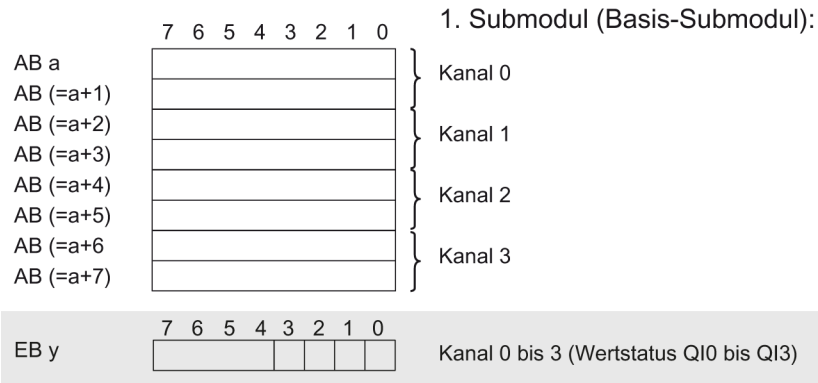 1. Submodul (Basis-Submodul):
7 6 5 4 3 2 1 0
AB a
Kanal 0
AB (=a+1)
AB (=a+2)
Kanal 1
AB (=a+3)
AB (=a+4)
Kanal 2
AB (=a+5)
AB (=a+6
Kanal 3
AB (=a+7)
7 6 5 4 3 2 1 0
EB y
Kanal 0 bis 3 (Wertstatus QI0 bis QI3)